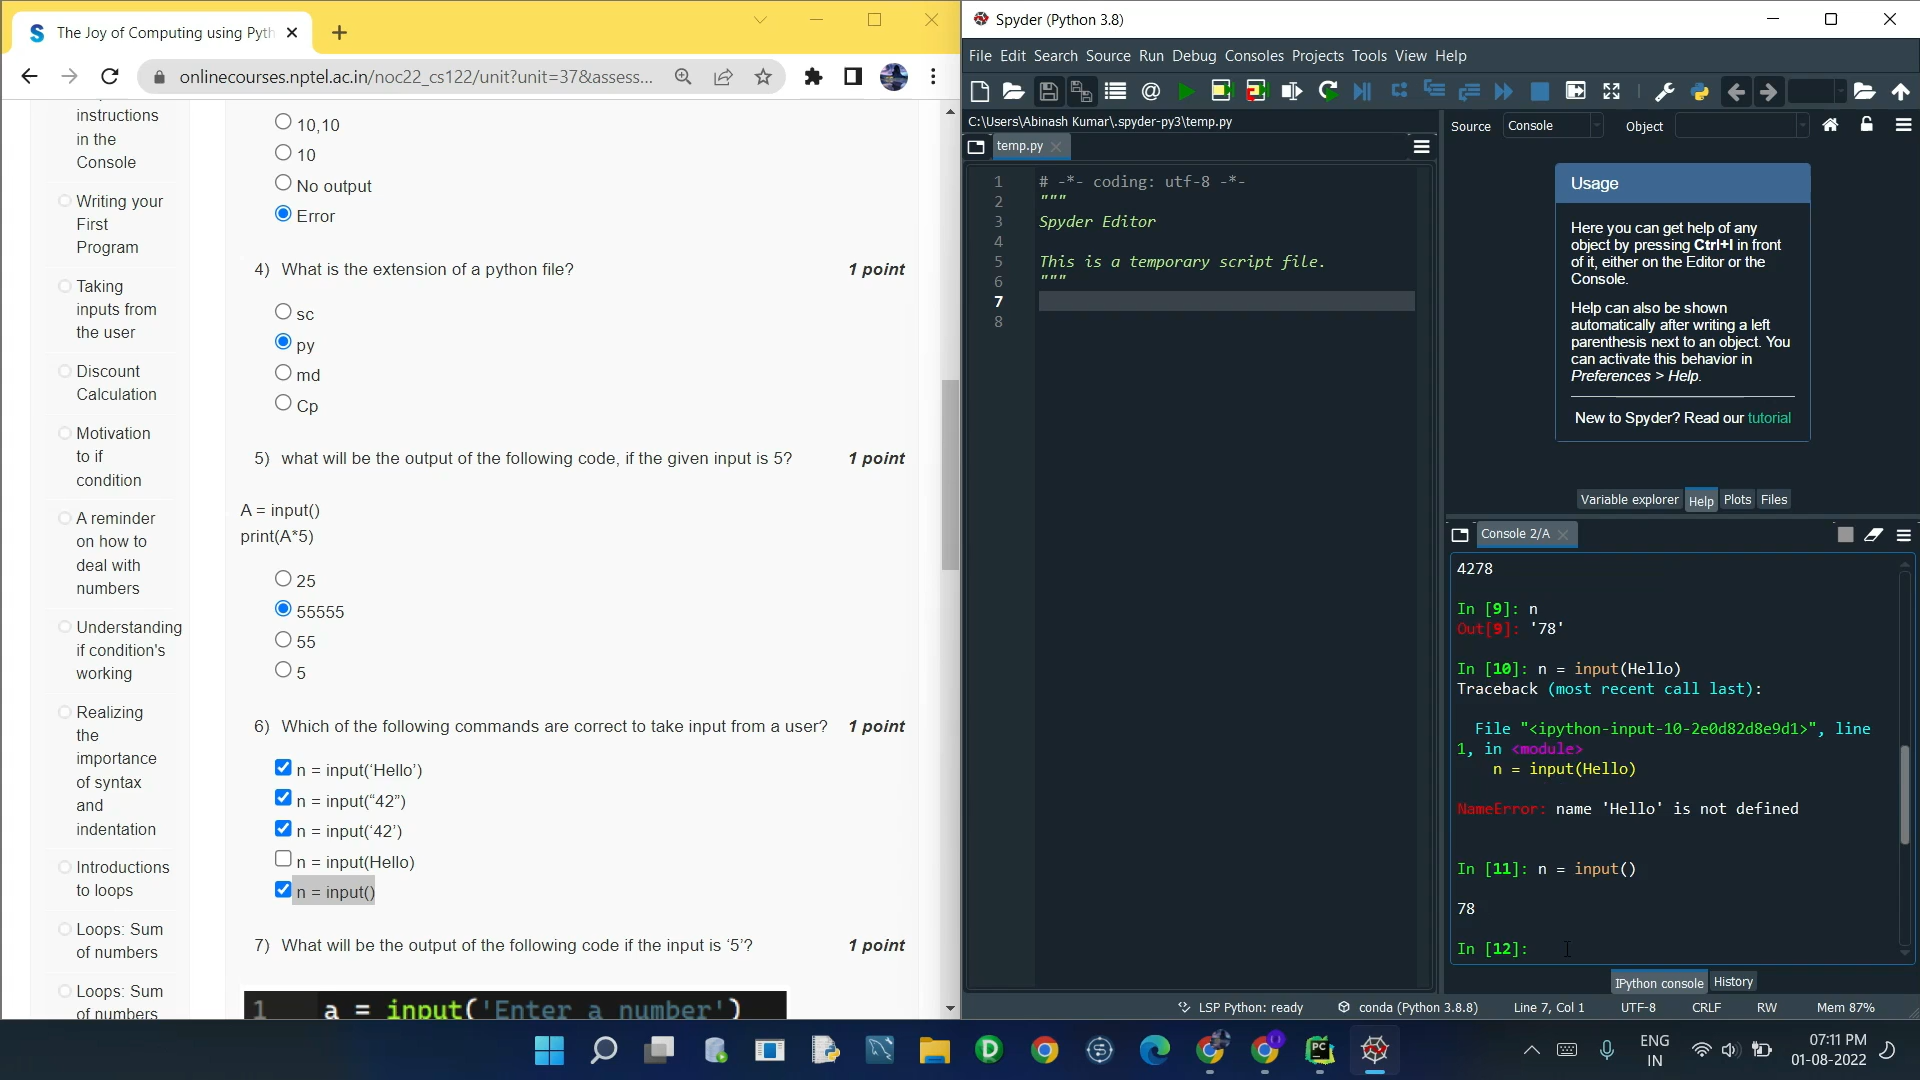 The Joy of Computing using Pyth
onlinecourses.nptel.ac.in/noc22_cs122/unit?unit=37&assess...
instructions
in the
Console
Writing your
First
Program
Taking
inputs from
the user
Discount
Calculation
Motivation
to if
condition
A reminder
on how to
deal with
numbers
Understanding
if condition's
working
Realizing
the
importance
of syntax
and
indentation
Introductions
to loops
Loops: Sum
of numbers
Loops: Sum
of numbers
10,10
10
No output
Error
4) What is the extension of a python file? 1 point
sc
py
md
Cp
5) what will be the output of the following code, if the given input is 5? 1 point
A = input()
print(A*5)
25
55555
55
5
6) Which of the following commands are correct to take input from a user? 1 point
n = input(‘Hello’)
n = input(“42”)
n = input(‘42’)
n = input(Hello)
n = input()
7) What will be the output of the following code if the input is ‘5’? 1 point
1 a = input('Enter a number')
Spyder (Python 3.8)
File Edit Search Source Run Debug Consoles Projects Tools View Help
C:\Users\Abinash Kumar\.spyder-py3\temp.py
temp.py
1 # -*- coding: utf-8 -*-
2 """
3 Spyder Editor
4
5 This is a temporary script file.
6 """
7
8
Source Console Object
Usage
Here you can get help of any
object by pressing Ctrl+I in front
of it, either on the Editor or the
Console.
Help can also be shown
automatically after writing a left
parenthesis next to an object. You
can activate this behavior in
Preferences > Help.
New to Spyder? Read our tutorial
Variable explorer Help Plots Files
Console 2/A
4278
In [9]: n
Out[9]: '78'
In [10]: n = input(Hello)
Traceback (most recent call last):
File "<ipython-input-10-2e0d82d8e9d1>", line
1, in <module>
n = input(Hello)
NameError: name 'Hello' is not defined
In [11]: n = input()
78
In [12]:
IPython console History
LSP Python: ready conda (Python 3.8.8) Line 7, Col 1 UTF-8 CRLF RW Mem 87%
ENG
IN
07:11 PM
01-08-2022